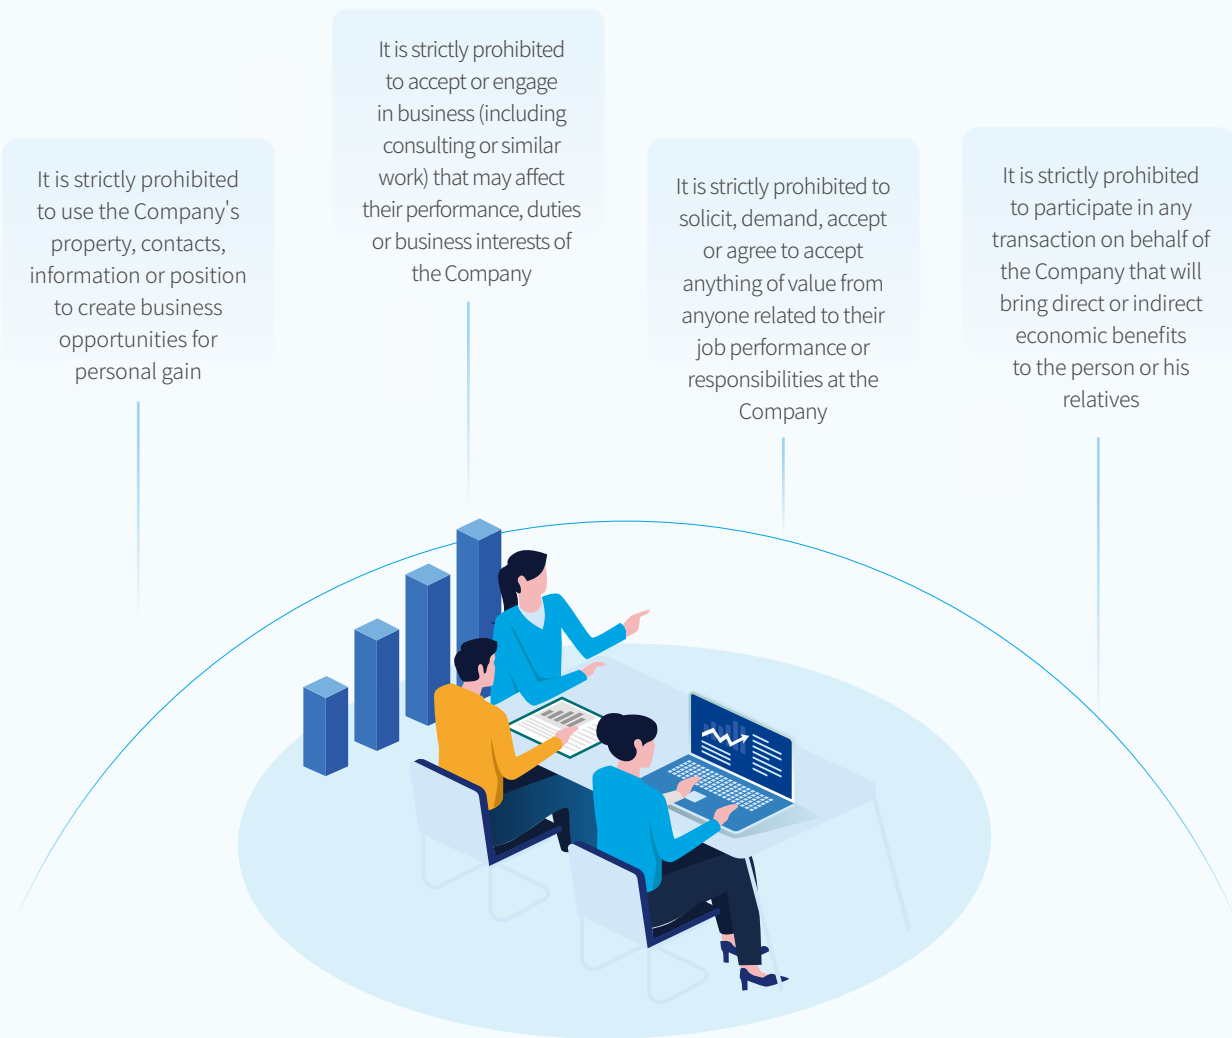 It is strictly prohibited
to use the Company's
property, contacts,
information or position
to create business
opportunities for
personal gain
It is strictly prohibited
to accept or engage
in business (including
consulting or similar
work) that may affect
their performance, duties
or business interests of
the Company
It is strictly prohibited to
solicit, demand, accept
or agree to accept
anything of value from
anyone related to their
job performance or
responsibilities at the
Company
It is strictly prohibited
to participate in any
transaction on behalf of
the Company that will
bring direct or indirect
economic benefits
to the person or his
relatives